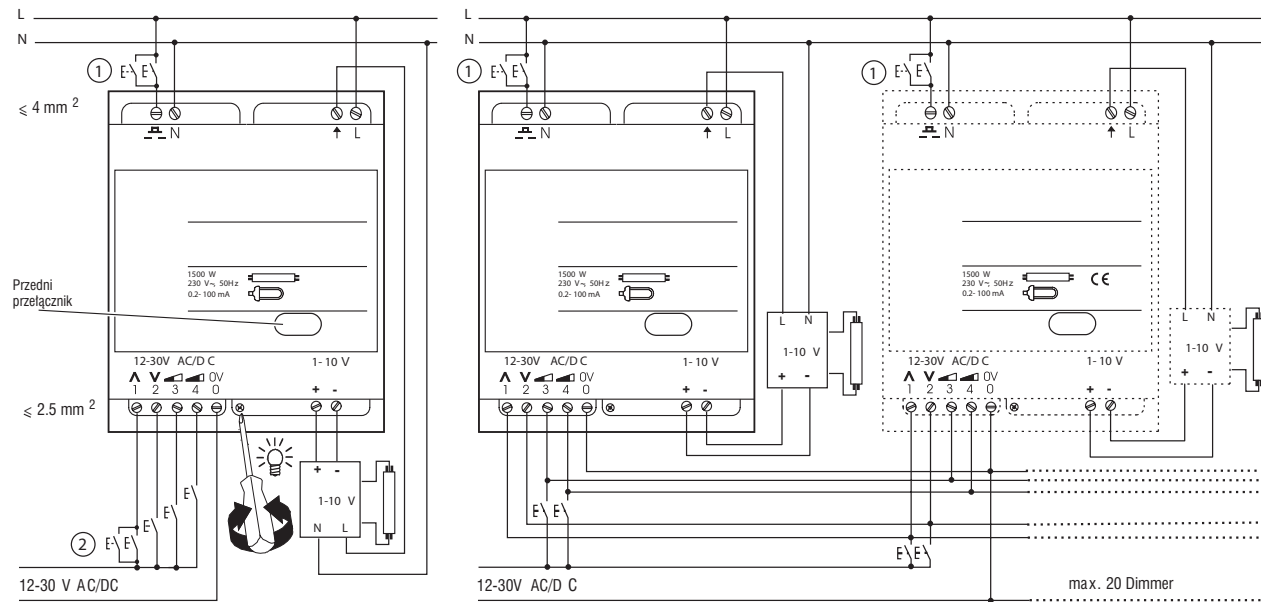 L
N
1
≤ 4 mm 2
N
↑ L
1500 W
230 V~, 50Hz
0.2- 100 mA
Przedni
przełącznik
12-30V AC/D C
1- 10 V
0V
1 2 3 4 0
+ -
≤ 2.5 mm 2
+ -
1-10 V
N L
2
12-30 V AC/DC
L
N
1
N
↑ L
1500 W
230 V~, 50Hz
0.2- 100 mA
12-30V AC/D C
1- 10 V
0V
1 2 3 4 0
+ -
L N
1-10 V
+ -
1
N
↑ L
1500 W
230 V~, 50Hz
0.2- 100 mA
CE
12-30V AC/D C
1- 10 V
0V
1 2 3 4 0
+ -
L N
1-10 V
+ -
12-30V AC/D C
max. 20 Dimmer